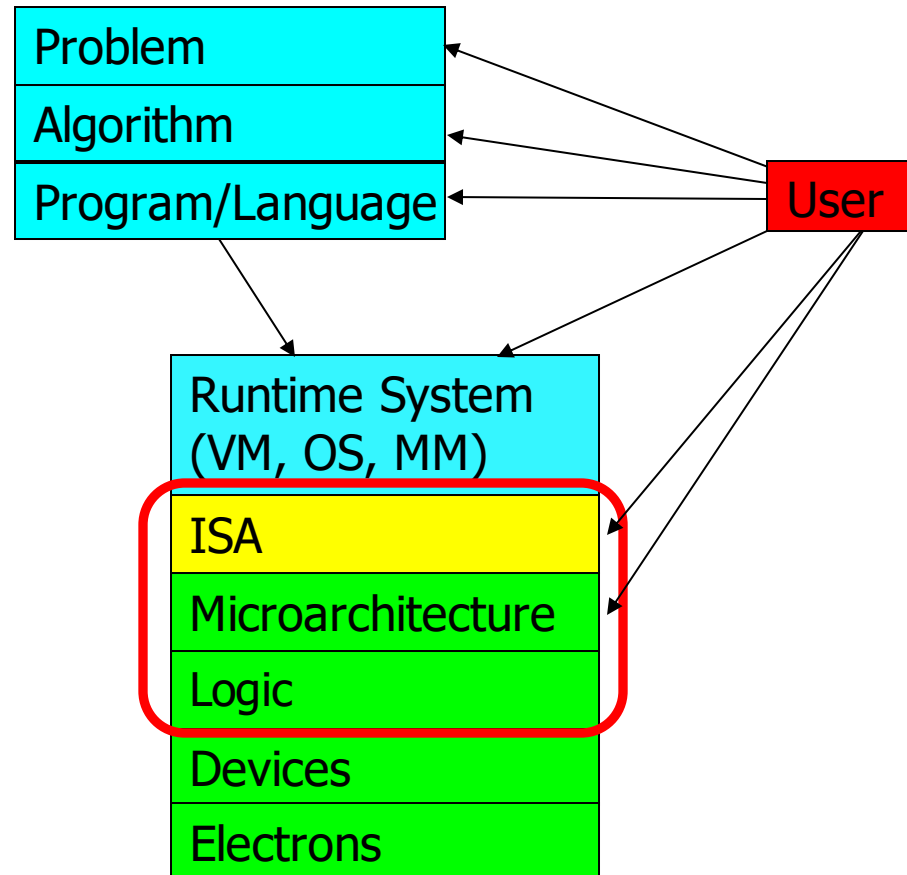 Problem
Algorithm
Program/Language
User
Runtime System
(VM, OS, MM)
ISA
Microarchitecture
Logic
Devices
Electrons